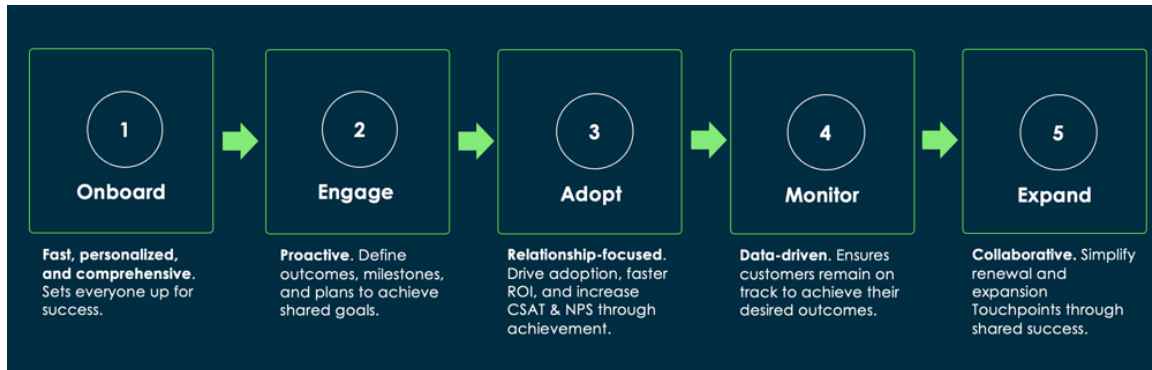 1
Onboard
Fast, personalized,
and comprehensive.
Sets everyone up for
success.
2
Engage
Proactive. Define
outcomes, milestones,
and plans to achieve
shared goals.
3
Adopt
Relationship-focused.
Drive adoption, faster
ROI, and increase
CSAT & NPS through
achievement.
4
Monitor
Data-driven. Ensures
customers remain on
track to achieve their
desired outcomes.
5
Expand
Collaborative. Simplify
renewal and
expansion
Touchpoints through
shared success.